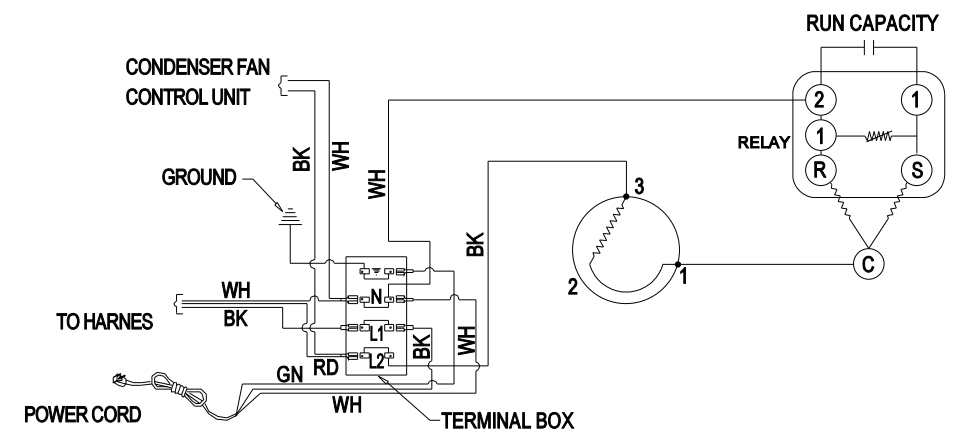 RUN CAPACITY
CONDENSER FAN
CONTROL UNIT
2
1
1
RELAY
BK
WH
WH
R
S
GROUND
3
BK
C
2
1
N
WH
BK
TO HARNES
L1
BK
WH
L2
RD
GN
WH
POWER CORD
TERMINAL BOX